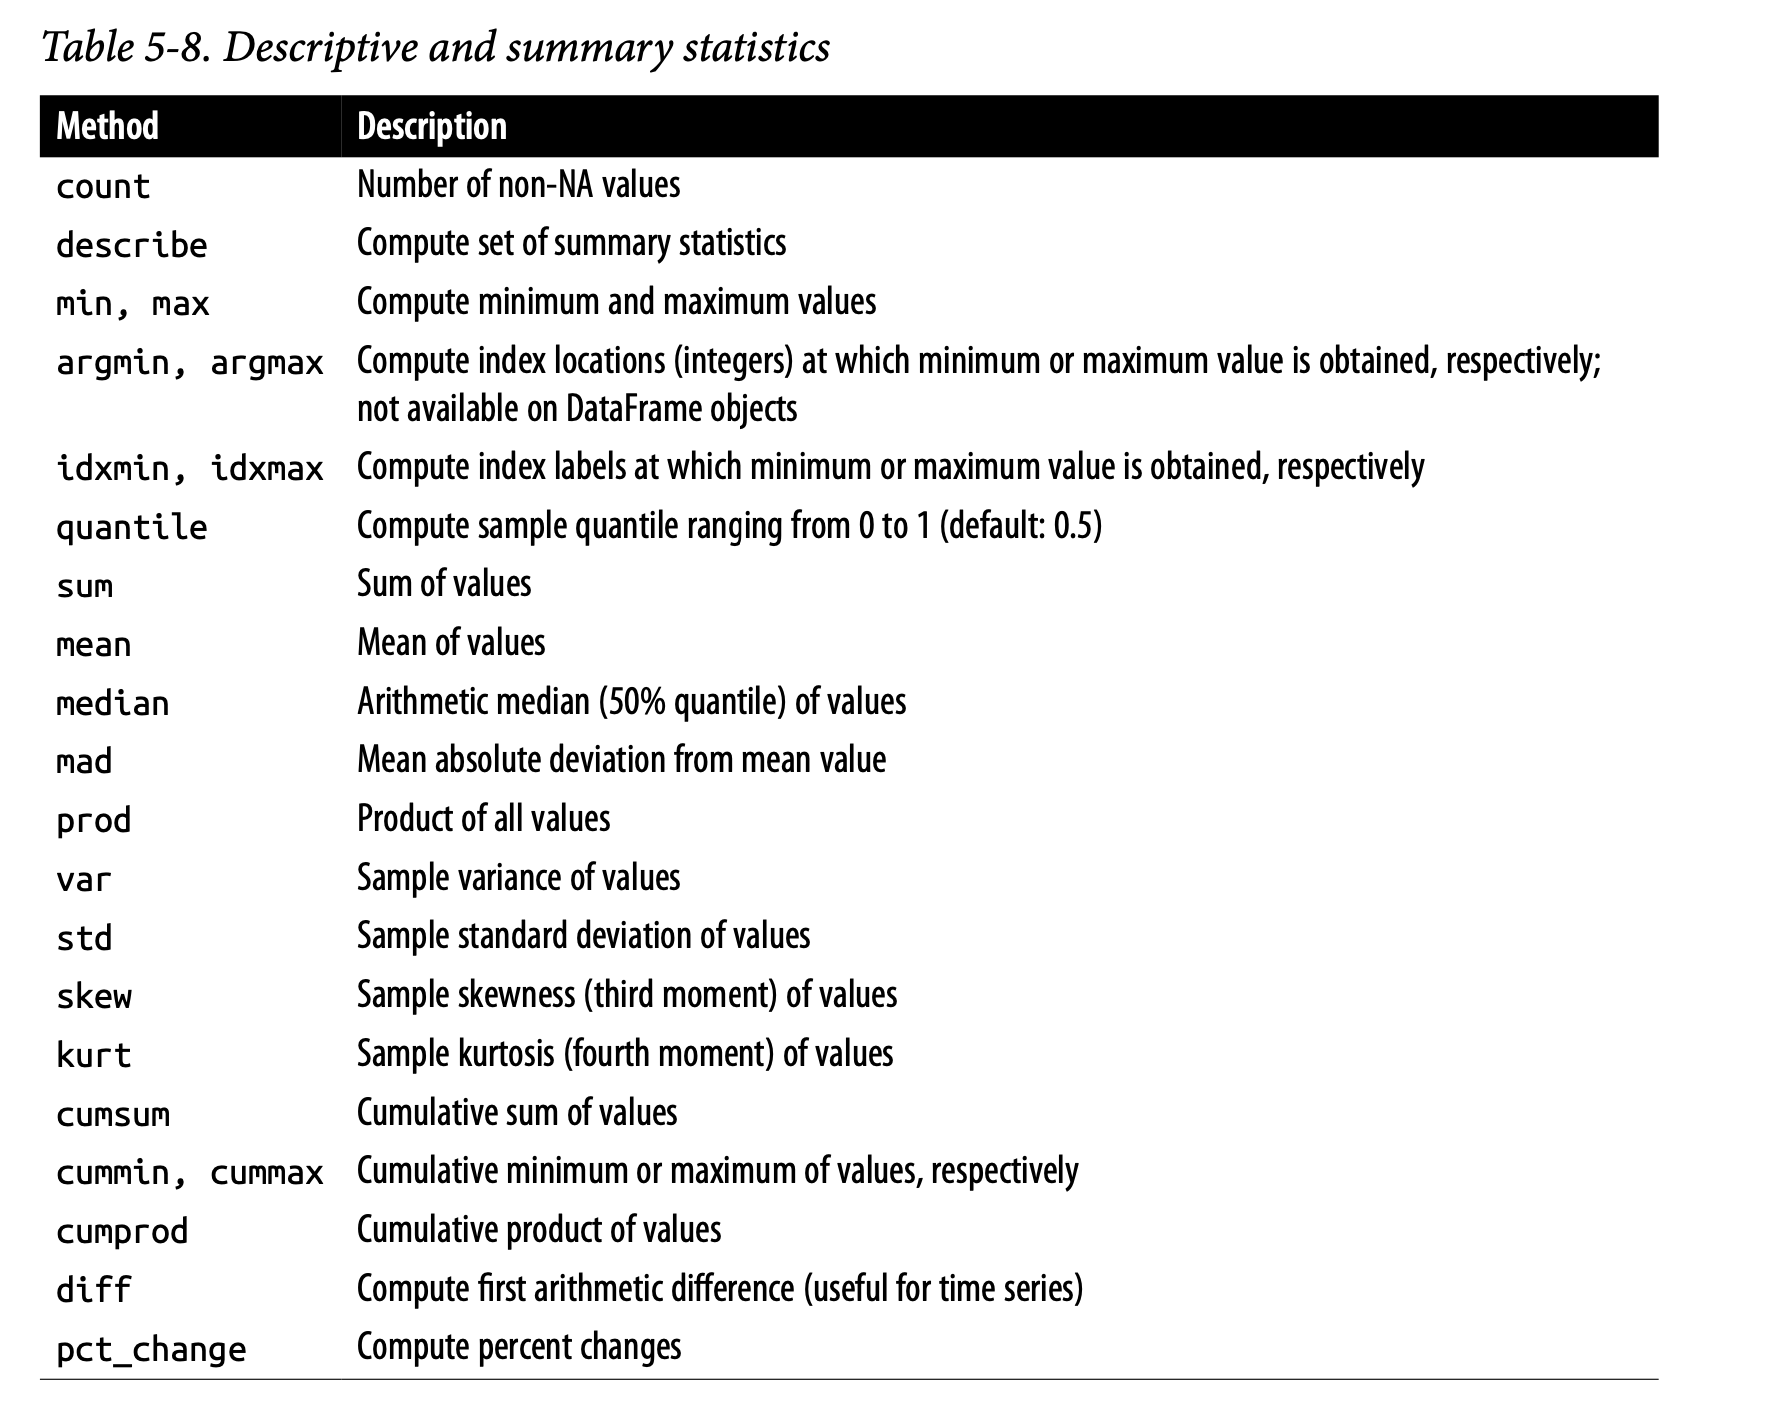 Table 5-8. Descriptive and summary statistics
Method Description
count Number of non-NA values
describe Compute set of summary statistics
min, max Compute minimum and maximum values
argmin, argmax Compute index locations (integers) at which minimum or maximum value is obtained, respectively;
not available on DataFrame objects
idxmin, idxmax Compute index labels at which minimum or maximum value is obtained, respectively
quantile Compute sample quantile ranging from 0 to 1 (default: 0.5)
sum Sum of values
mean Mean of values
median Arithmetic median (50% quantile) of values
mad Mean absolute deviation from mean value
prod Product of all values
var Sample variance of values
std Sample standard deviation of values
skew Sample skewness (third moment) of values
kurt Sample kurtosis (fourth moment) of values
cumsum Cumulative sum of values
cummin, cummax Cumulative minimum or maximum of values, respectively
cumprod Cumulative product of values
diff Compute first arithmetic difference (useful for time series)
pct_change Compute percent changes